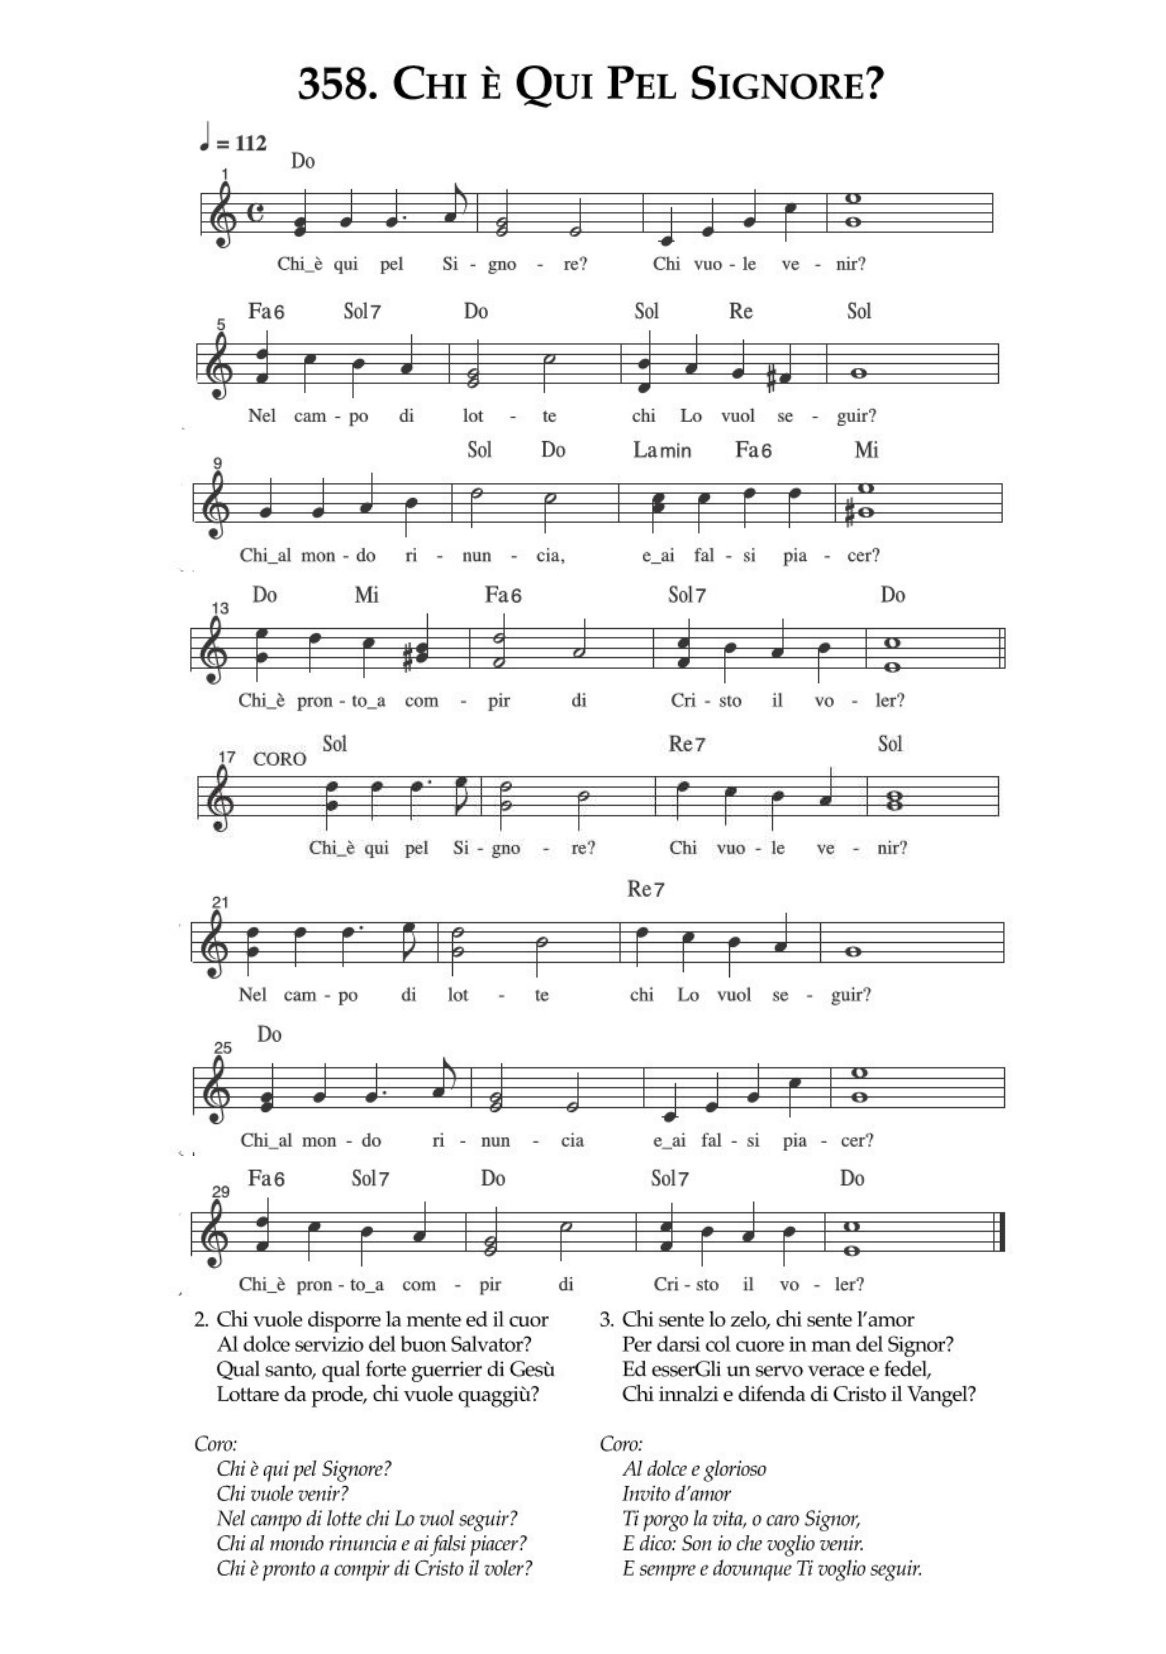 358. Chi è Qui Pel Signore?
♩ = 112
Do
1
Chi_è qui pel Si - gno - re? Chi vuo - le ve - nir?
Fa6 Sol7 Do Sol Re Sol
5
Nel cam - po di lot - te chi Lo vuol se - guir?
Sol Do Lamin Fa6 Mi
9
Chi_al mon - do ri - nun - cia, e_ai fal - si pia - cer?
Do Mi Fa6 Sol7 Do
13
Chi_è pron - to_a com - pir di Cri - sto il vo - ler?
Sol Re7 Sol
17 CORO
Chi_è qui pel Si - gno - re? Chi vuo - le ve - nir?
Re7
21
Nel cam - po di lot - te chi Lo vuol se - guir?
Do
25
Chi_al mon - do ri - nun - cia e_ai fal - si pia - cer?
Fa6 Sol7 Do Sol7 Do
29
Chi_è pron - to_a com - pir di Cri - sto il vo - ler?
2. Chi vuole disporre la mente ed il cuor
Al dolce servizio del buon Salvator?
Qual santo, qual forte guerrier di Gesù
Lottare da prode, chi vuole quaggiù?
Coro:
Chi è qui pel Signore?
Chi vuole venir?
Nel campo di lotte chi Lo vuol seguir?
Chi al mondo rinuncia e ai falsi piacer?
Chi è pronto a compir di Cristo il voler?
3. Chi sente lo zelo, chi sente l'amor
Per darsi col cuore in man del Signor?
Ed esserGli un servo verace e fedel,
Chi innalzi e difenda di Cristo il Vangel?
Coro:
Al dolce e glorioso
Invito d'amor
Ti porgo la vita, o caro Signor,
E dico: Son io che voglio venir.
E sempre e dovunque Ti voglio seguir.